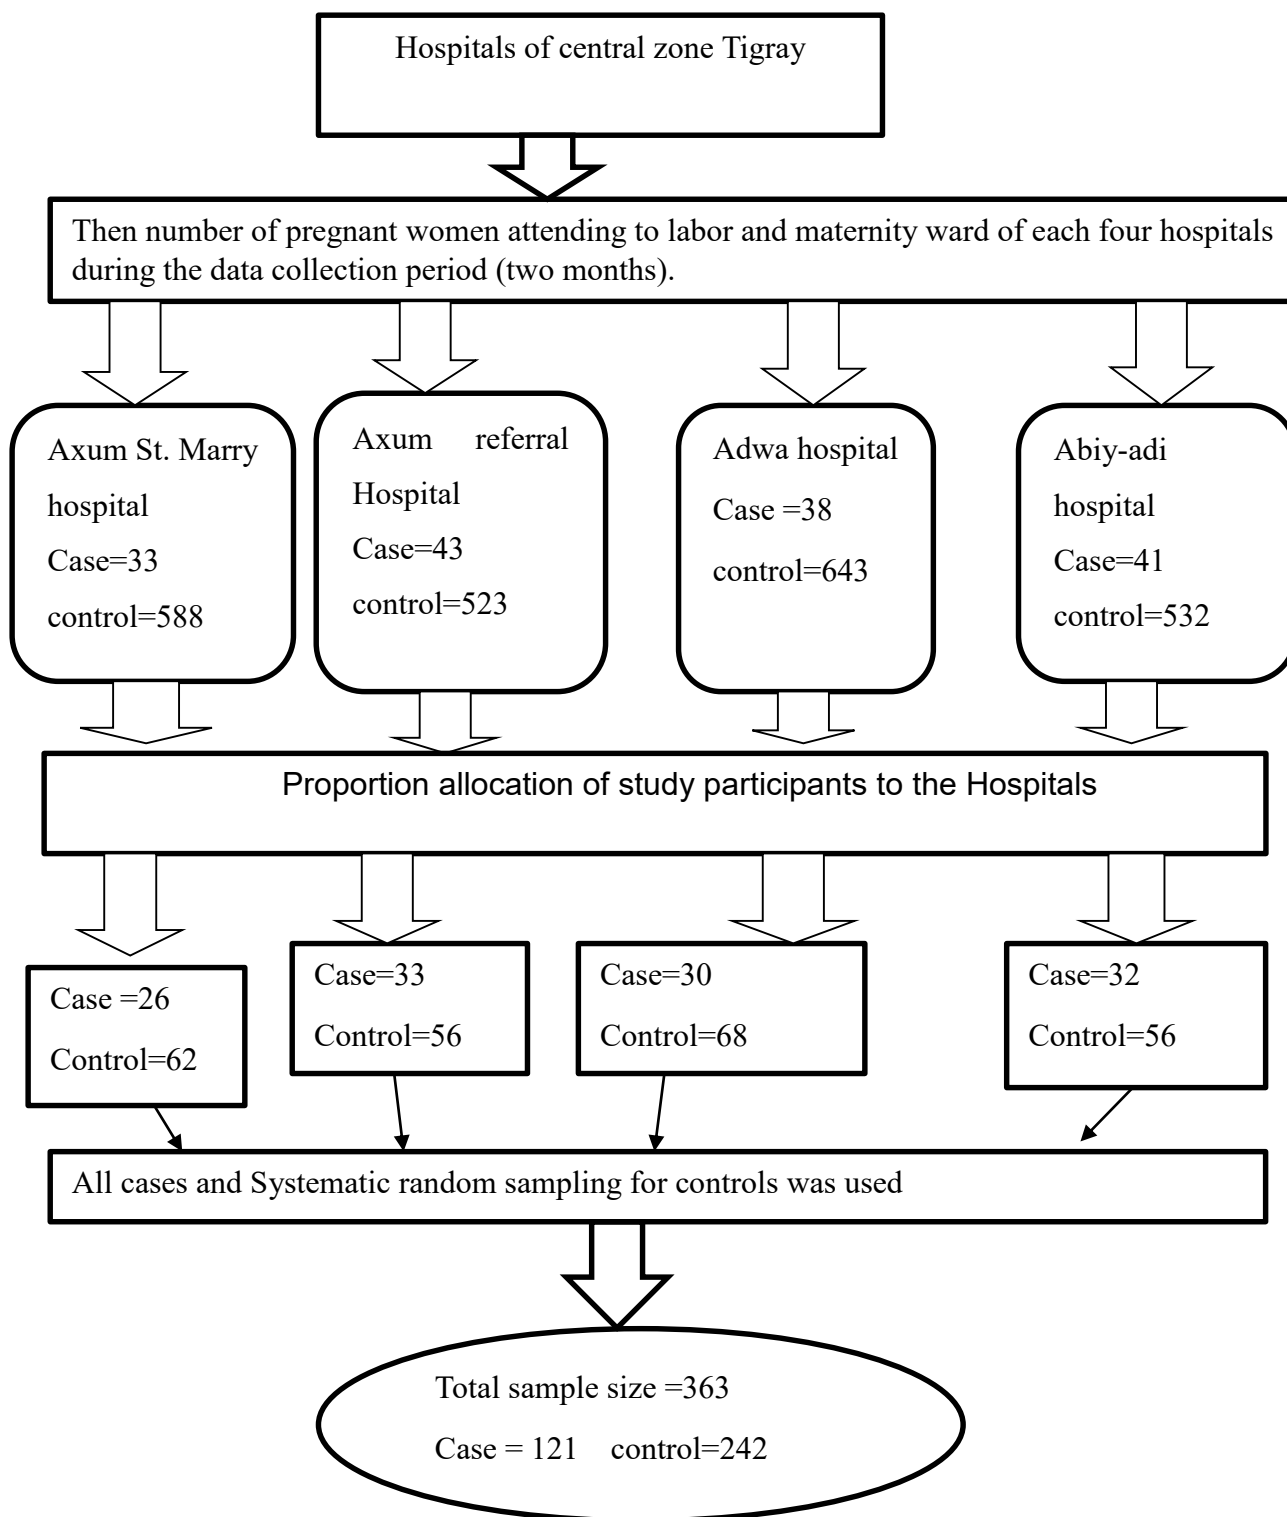 Hospitals of central zone Tigray
Then number of pregnant women attending to labor and maternity ward of each four hospitals
during the data collection period (two months).
Axum St. Marry
hospital
Case=33
control=588
Axum referral
Hospital
Case=43
control=523
Adwa hospital
Case =38
control=643
Abiy-adi
hospital
Case=41
control=532
Proportion allocation of study participants to the Hospitals
Case =26
Control=62
Case=33
Control=56
Case=30
Control=68
Case=32
Control=56
All cases and Systematic random sampling for controls was used
Total sample size =363
Case = 121 control=242